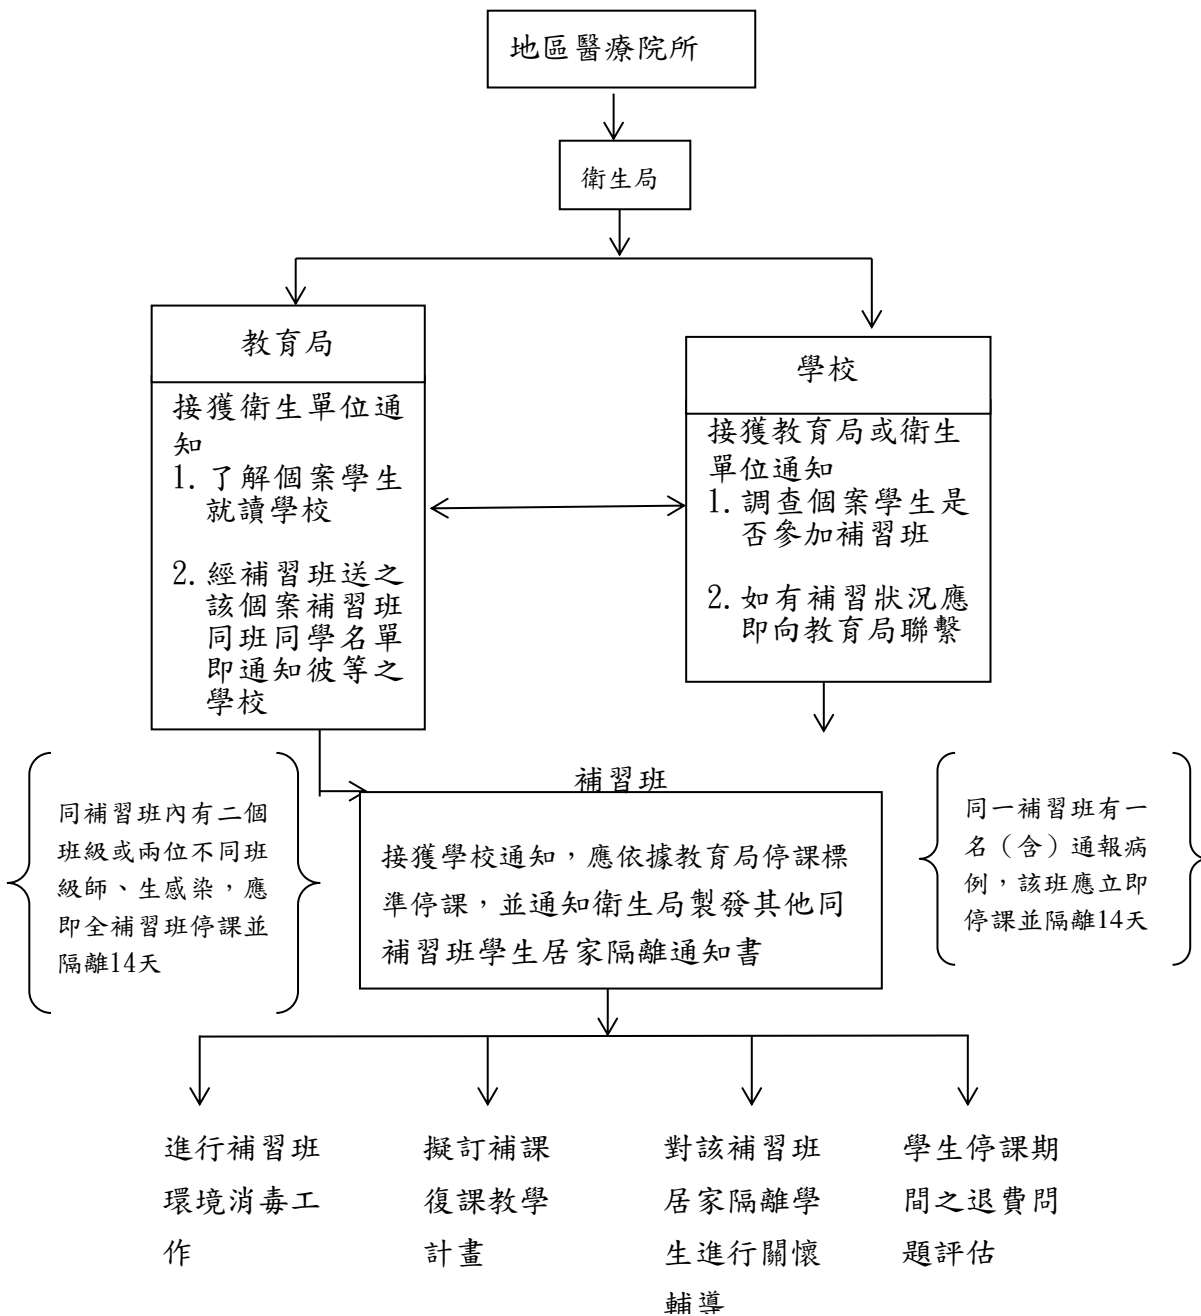 地區醫療院所
衛生局
教育局
接獲衛生單位通
知
1. 了解個案學生
就讀學校
2. 經補習班送之
該個案補習班
同班同學名單
即通知彼等之
學校
學校
接獲教育局或衛生
單位通知
1. 調查個案學生是
否參加補習班
2. 如有補習狀況應
即向教育局聯繫
同補習班內有二個
班級或兩位不同班
級師、生感染，應
即全補習班停課並
隔離14天
補習班
接獲學校通知，應依據教育局停課標
準停課，並通知衛生局製發其他同
補習班學生居家隔離通知書
同一補習班有一
名（含）通報病
例，該班應立即
停課並隔離14天
進行補習班
環境消毒工
作
擬訂補課
復課教學
計畫
對該補習班
居家隔離學
生進行關懷
輔導
學生停課期
間之退費問
題評估